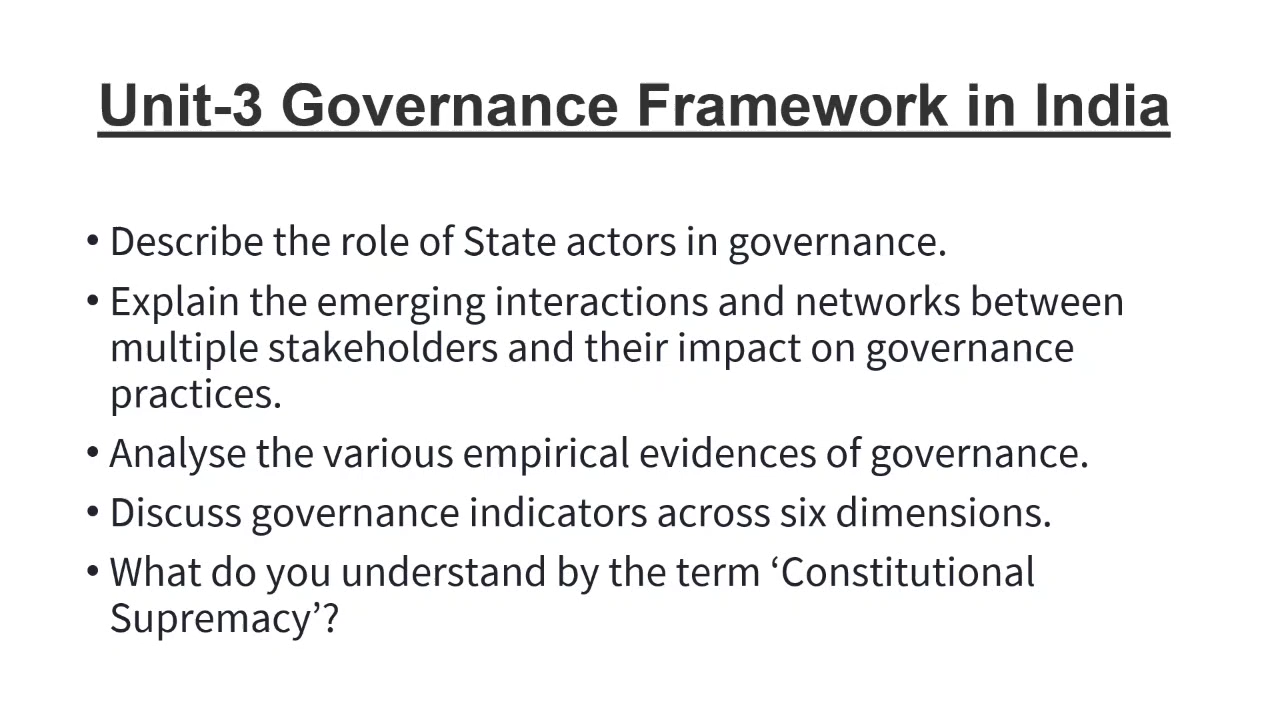 Unit-3 Governance Framework in India
• Describe the role of State actors in governance.
• Explain the emerging interactions and networks between
multiple stakeholders and their impact on governance
practices.
• Analyse the various empirical evidences of governance.
• Discuss governance indicators across six dimensions.
• What do you understand by the term ‘Constitutional
Supremacy’?